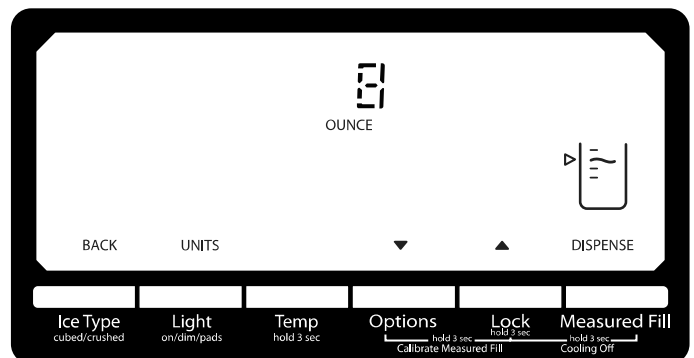 8
OUNCE
BACK UNITS ▼ ▲ DISPENSE
Ice Type Light Temp Options Lock Measured Fill
cubed/crushed on/dim/pads hold 3 sec hold 3 sec
hold 3 sec hold 3 sec
Calibrate Measured Fill Cooling Off